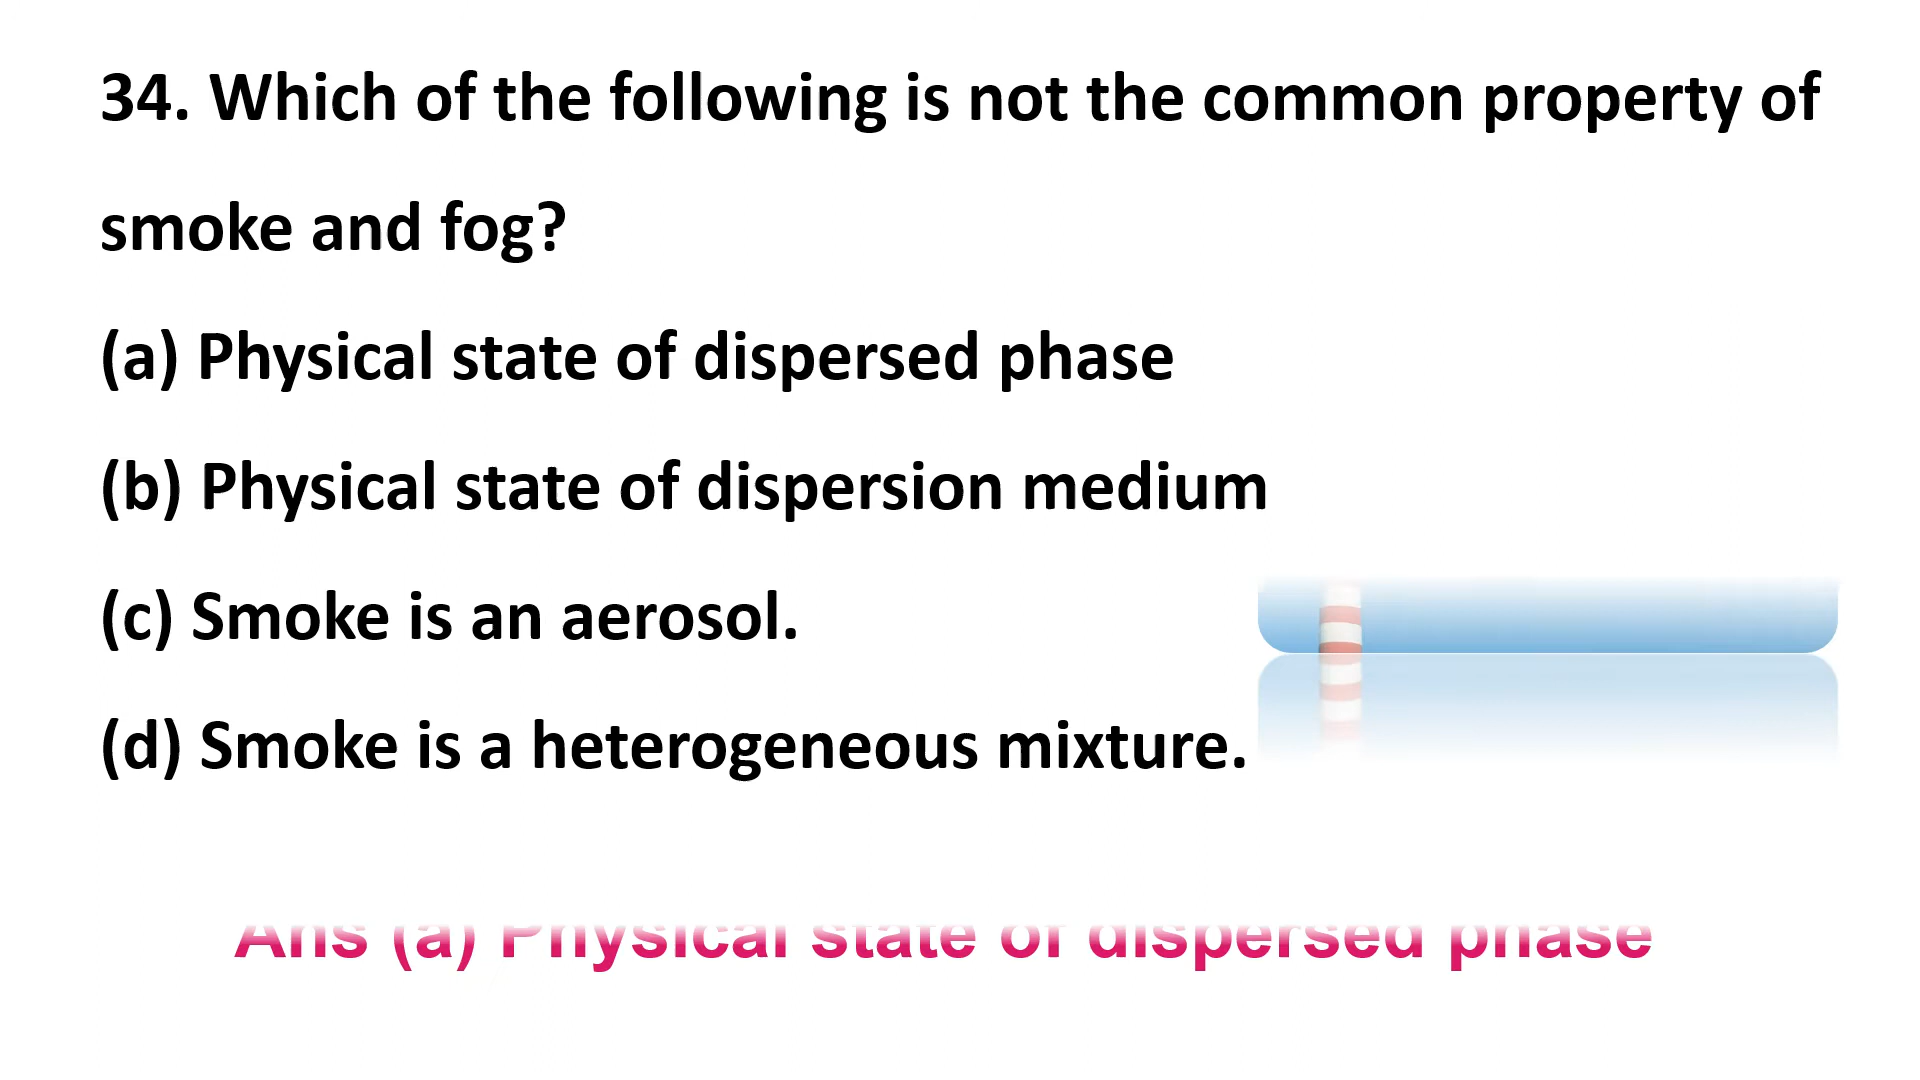 34. Which of the following is not the common property of
smoke and fog?
(a) Physical state of dispersed phase
(b) Physical state of dispersion medium
(c) Smoke is an aerosol.
(d) Smoke is a heterogeneous mixture.
Ans (a) Physical state of dispersed phase